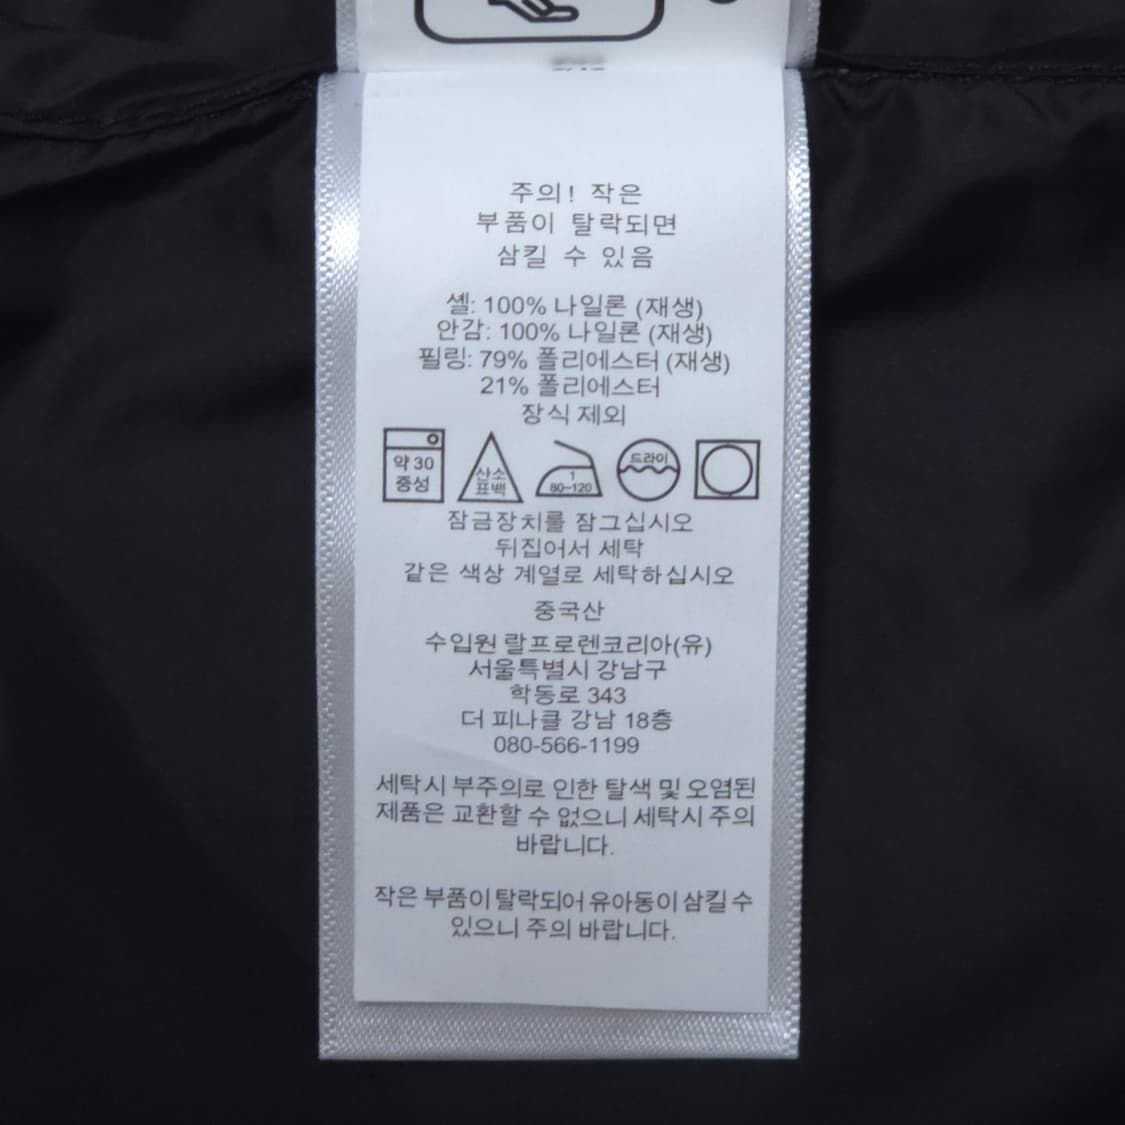 주의! 작은
부품이 탈락되면
삼킬 수 있음
셸: 100% 나일론 (재생)
안감: 100% 나일론 (재생)
필링: 79% 폴리에스터 (재생)
21% 폴리에스터
장식 제외
약 30
중성
산소
표백
1
80~120
드라이
잠금장치를 잠그십시오
뒤집어서 세탁
같은 색상 계열로 세탁하십시오
중국산
수입원 랄프로렌코리아(유)
서울특별시 강남구
학동로 343
더 피나클 강남 18층
080-566-1199
세탁시 부주의로 인한 탈색 및 오염된
제품은 교환할 수 없으니 세탁시 주의
바랍니다.
작은 부품이 탈락되어 유아동이 삼킬 수
있으니 주의 바랍니다.